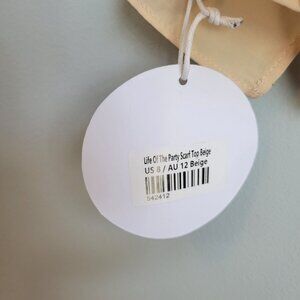 Life Of The Party Scarf Top Beige
US 8 / AU 12 Beige
542412